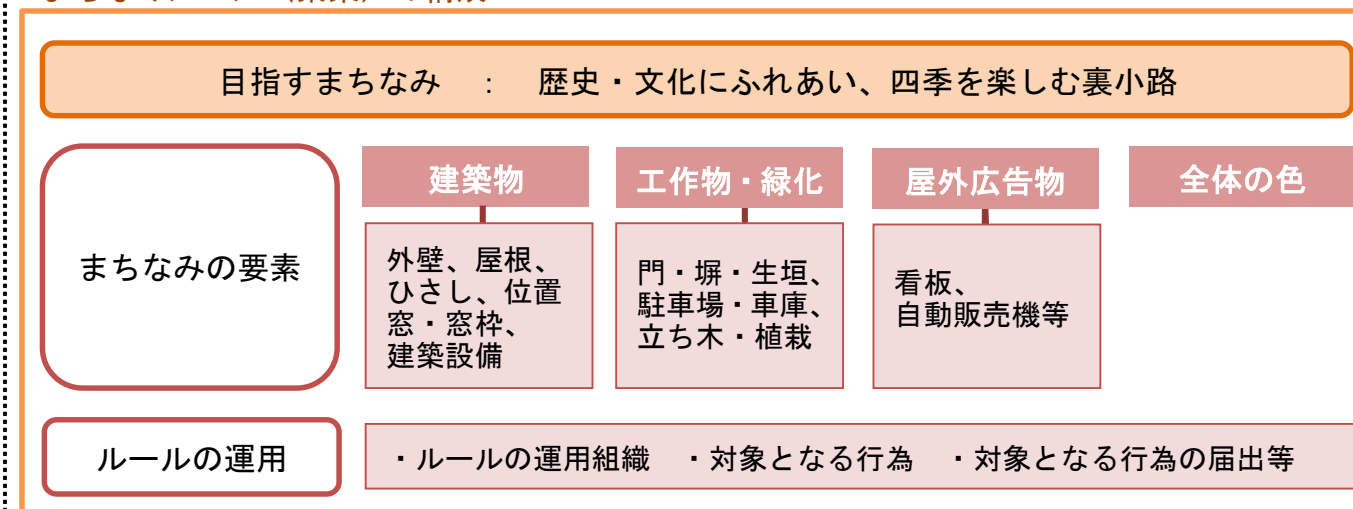 目指すまちなみ　：　歴史・文化にふれあい、四季を楽しむ裏小路
まちなみの要素
建築物
外壁、屋根、
ひさし、位置
窓・窓枠、
建築設備
工作物・緑化
門・塀・生垣、
駐車場・車庫、
立ち木・植栽
屋外広告物
看板、
自動販売機等
全体の色
ルールの運用
・ルールの運用組織　・対象となる行為　・対象となる行為の届出等